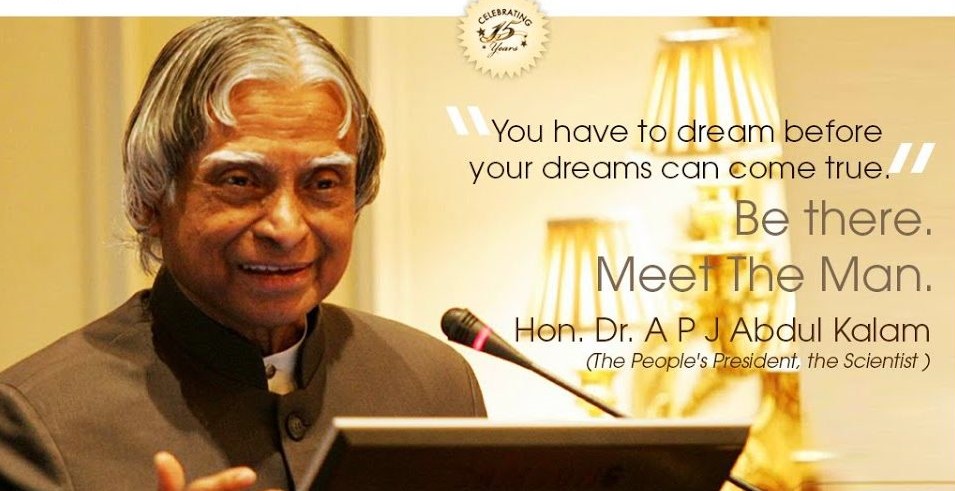 CELEBRATING
15
Years
"You have to dream before
your dreams can come true."
Be there.
Meet The Man.
Hon. Dr. A P J Abdul Kalam
(The People's President, the Scientist )